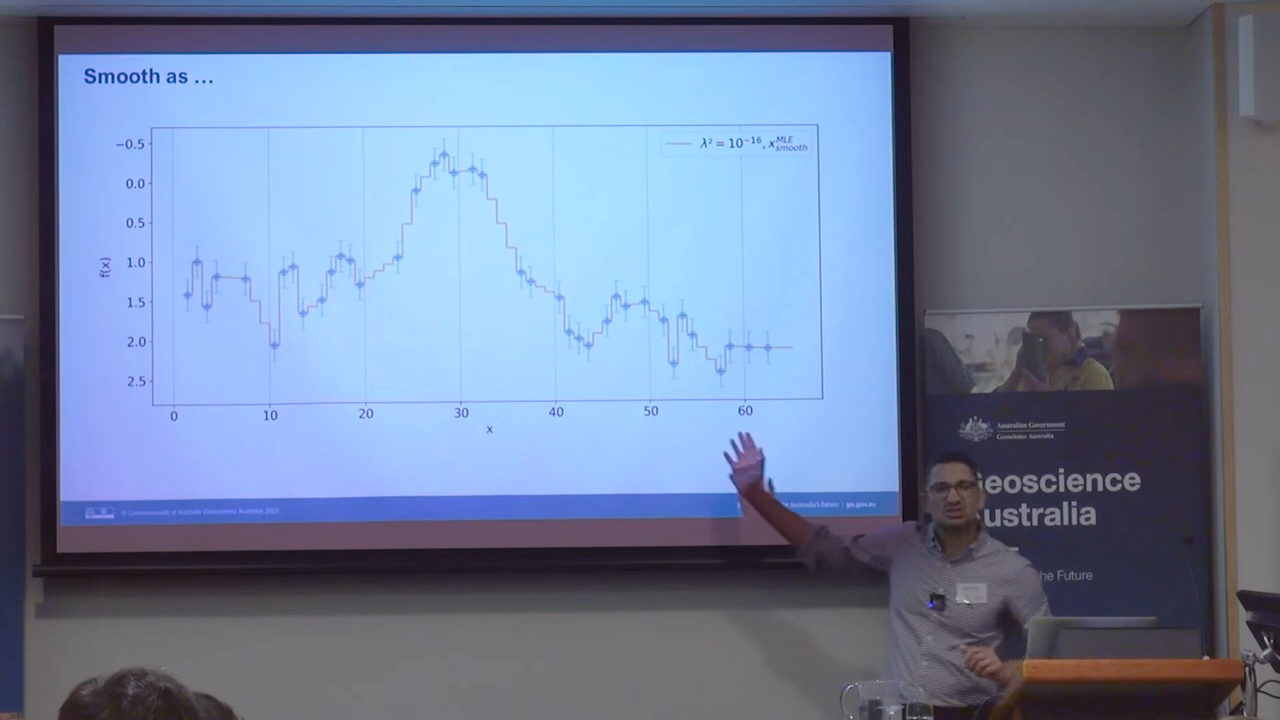 Smooth as ...
λ² = 10⁻¹⁶, x^MLE_smooth
−0.5
0.0
0.5
1.0
1.5
2.0
2.5
f(x)
0 10 20 30 40 50 60
x
© Commonwealth of Australia (Geoscience Australia) 2023
Australia's future | ga.gov.au
Australian Government
Geoscience Australia
eoscience
ustralia
he Future